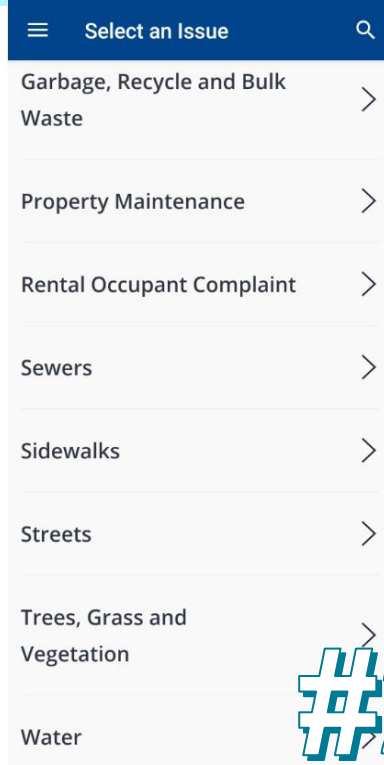 Select an Issue
Garbage, Recycle and Bulk
Waste
Property Maintenance
Rental Occupant Complaint
Sewers
Sidewalks
Streets
Trees, Grass and
Vegetation
Water
#